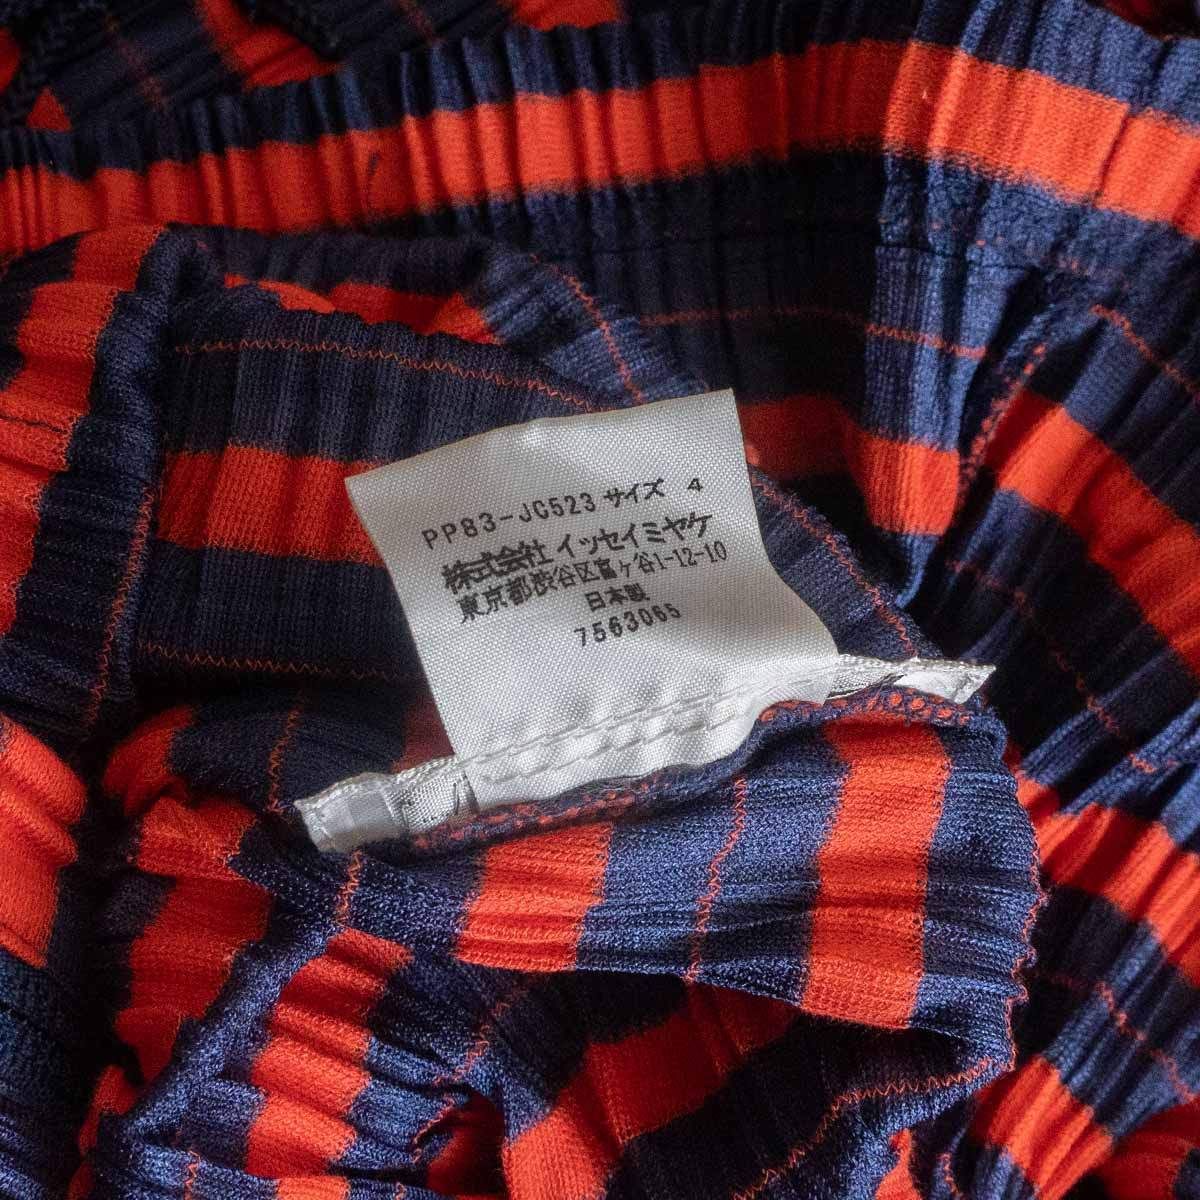 PP83-JC523 サイズ 4
株式会社 イッセイミヤケ
東京都渋谷区富ヶ谷1-12-10
日本製
7563065